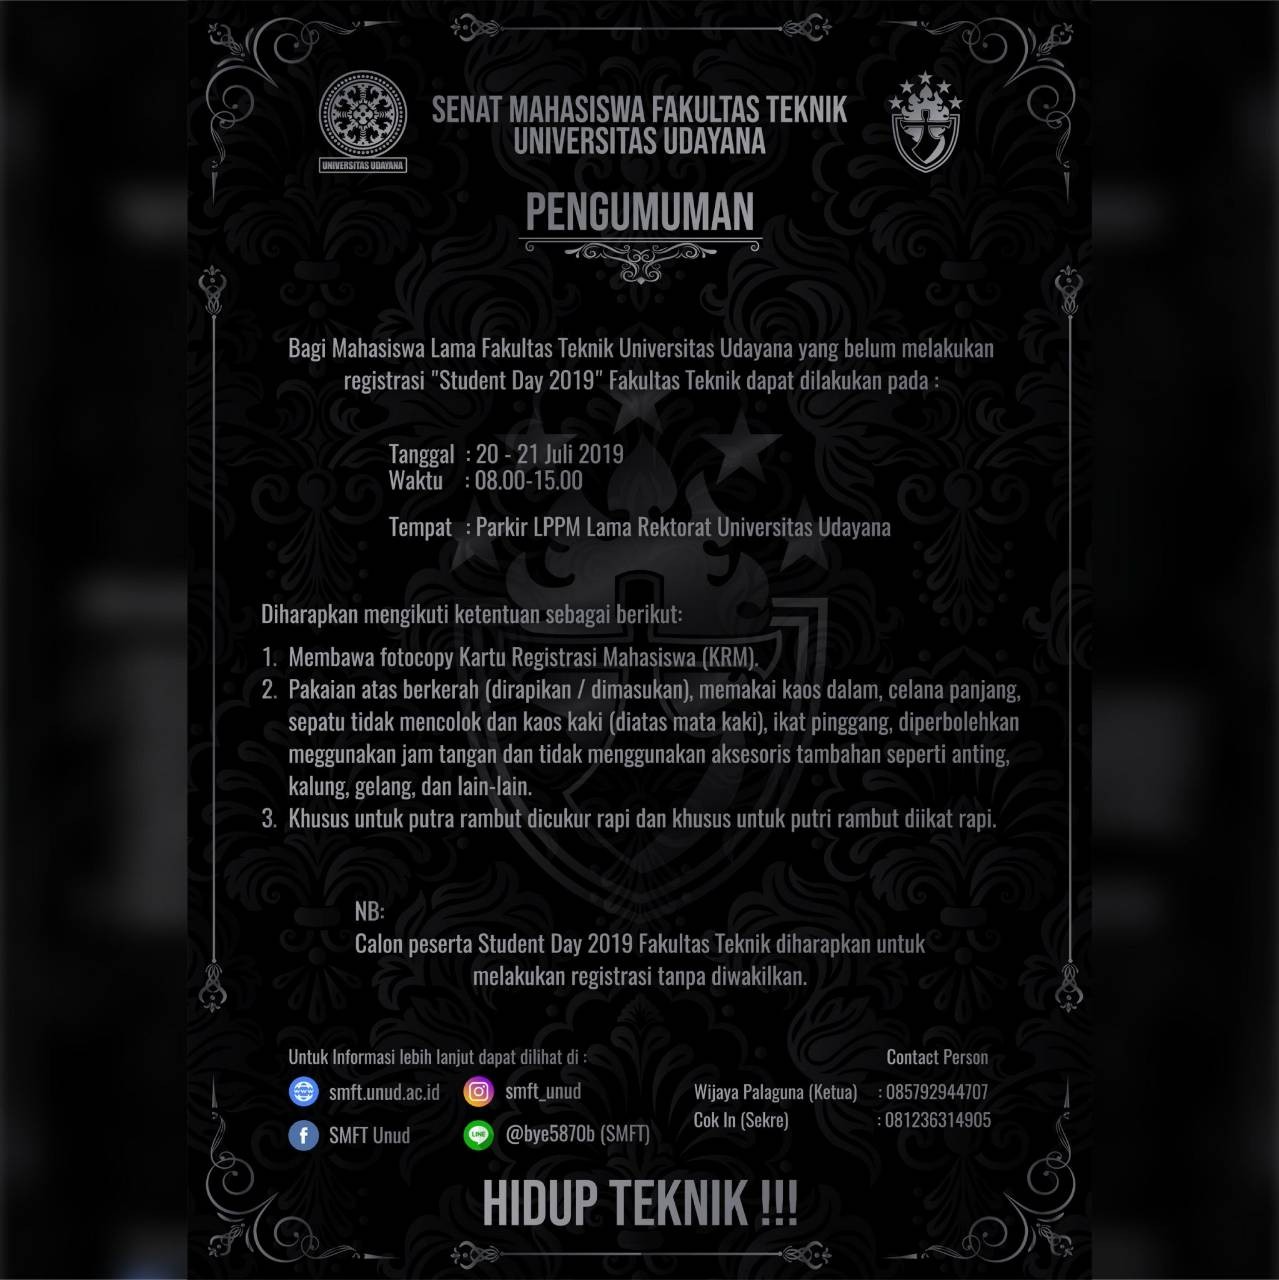 SENAT MAHASISWA FAKULTAS TEKNIK
UNIVERSITAS UDAYANA
UNIVERSITAS UDAYANA
PENGUMUMAN
Bagi Mahasiswa Lama Fakultas Teknik Universitas Udayana yang belum melakukan
registrasi "Student Day 2019" Fakultas Teknik dapat dilakukan pada :
Tanggal : 20 - 21 Juli 2019
Waktu : 08.00-15.00
Tempat : Parkir LPPM Lama Rektorat Universitas Udayana
Diharapkan mengikuti ketentuan sebagai berikut:
1. Membawa fotocopy Kartu Registrasi Mahasiswa (KRM).
2. Pakaian atas berkerah (dirapikan / dimasukan), memakai kaos dalam, celana panjang,
sepatu tidak mencolok dan kaos kaki (diatas mata kaki), ikat pinggang, diperbolehkan
meggunakan jam tangan dan tidak menggunakan aksesoris tambahan seperti anting,
kalung, gelang, dan lain-lain.
3. Khusus untuk putra rambut dicukur rapi dan khusus untuk putri rambut diikat rapi.
NB:
Calon peserta Student Day 2019 Fakultas Teknik diharapkan untuk
melakukan registrasi tanpa diwakilkan.
Untuk Informasi lebih lanjut dapat dilihat di :
www smft.unud.ac.id
smft_unud
f SMFT Unud
LINE @bye5870b (SMFT)
Contact Person
Wijaya Palaguna (Ketua) : 085792944707
Cok In (Sekre) : 081236314905
HIDUP TEKNIK !!!